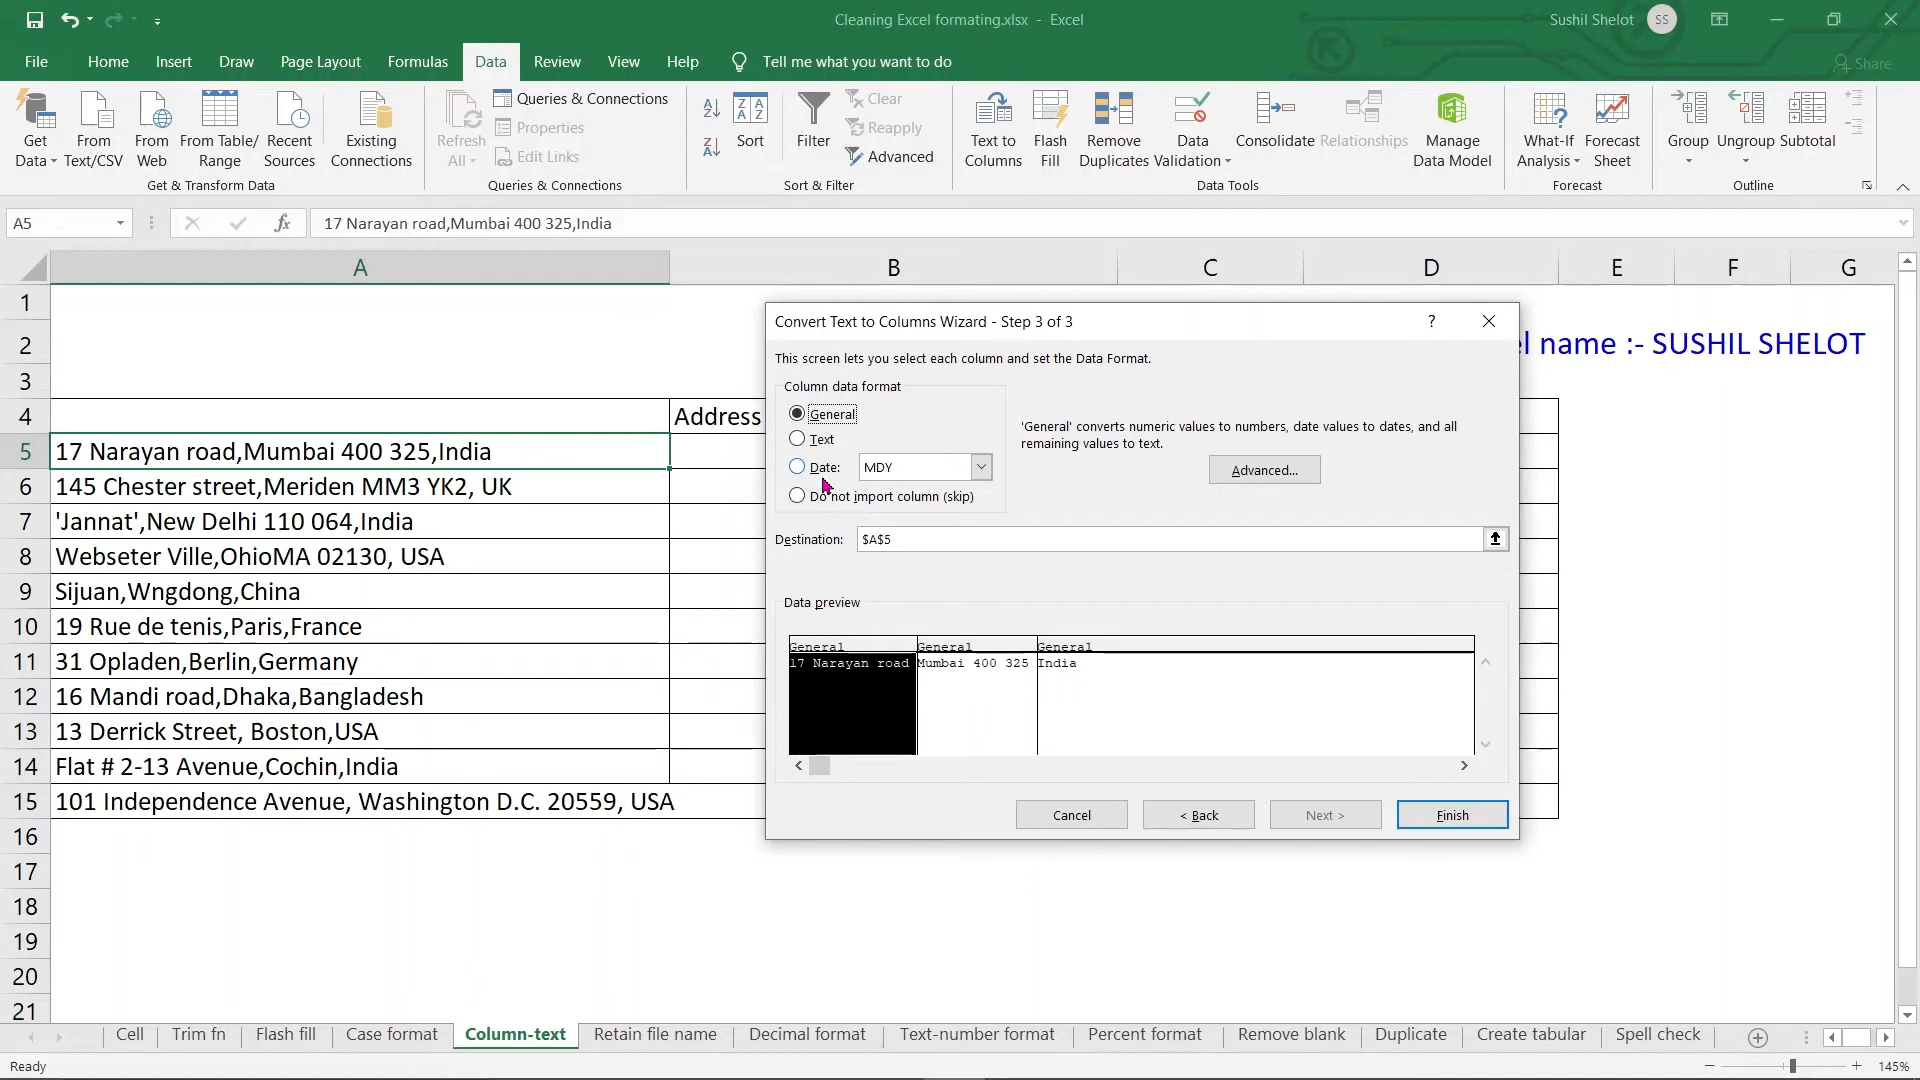 Cleaning Excel formating.xlsx - Excel
Sushil Shelot SS
File Home Insert Draw Page Layout Formulas Data Review View Help Tell me what you want to do Share
Get Data
From Text/CSV
From Web
From Table/ Range
Recent Sources
Existing Connections
Get & Transform Data
Refresh All
Queries & Connections
Properties
Edit Links
Queries & Connections
Sort
Filter
Clear
Reapply
Advanced
Sort & Filter
Text to Columns
Flash Fill
Remove Duplicates
Data Validation
Consolidate
Relationships
Manage Data Model
Data Tools
What-If Analysis
Forecast Sheet
Forecast
Group
Ungroup
Subtotal
Outline
A5 fx 17 Narayan road,Mumbai 400 325,India
A B C D E F G
1
2 el name :- SUSHIL SHELOT
3
4 Address
5 17 Narayan road,Mumbai 400 325,India
6 145 Chester street,Meriden MM3 YK2, UK
7 'Jannat',New Delhi 110 064,India
8 Webseter Ville,OhioMA 02130, USA
9 Sijuan,Wngdong,China
10 19 Rue de tenis,Paris,France
11 31 Opladen,Berlin,Germany
12 16 Mandi road,Dhaka,Bangladesh
13 13 Derrick Street, Boston,USA
14 Flat # 2-13 Avenue,Cochin,India
15 101 Independence Avenue, Washington D.C. 20559, USA
16
17
18
19
20
21
Convert Text to Columns Wizard - Step 3 of 3 ?
This screen lets you select each column and set the Data Format.
Column data format
General
Text
Date: MDY
Do not import column (skip)
'General' converts numeric values to numbers, date values to dates, and all
remaining values to text.
Advanced...
Destination: $A$5
Data preview
General General General
17 Narayan road Mumbai 400 325 India
Cancel < Back Next > Finish
Cell Trim fn Flash fill Case format Column-text Retain file name Decimal format Text-number format Percent format Remove blank Duplicate Create tabular Spell check
Ready 145%